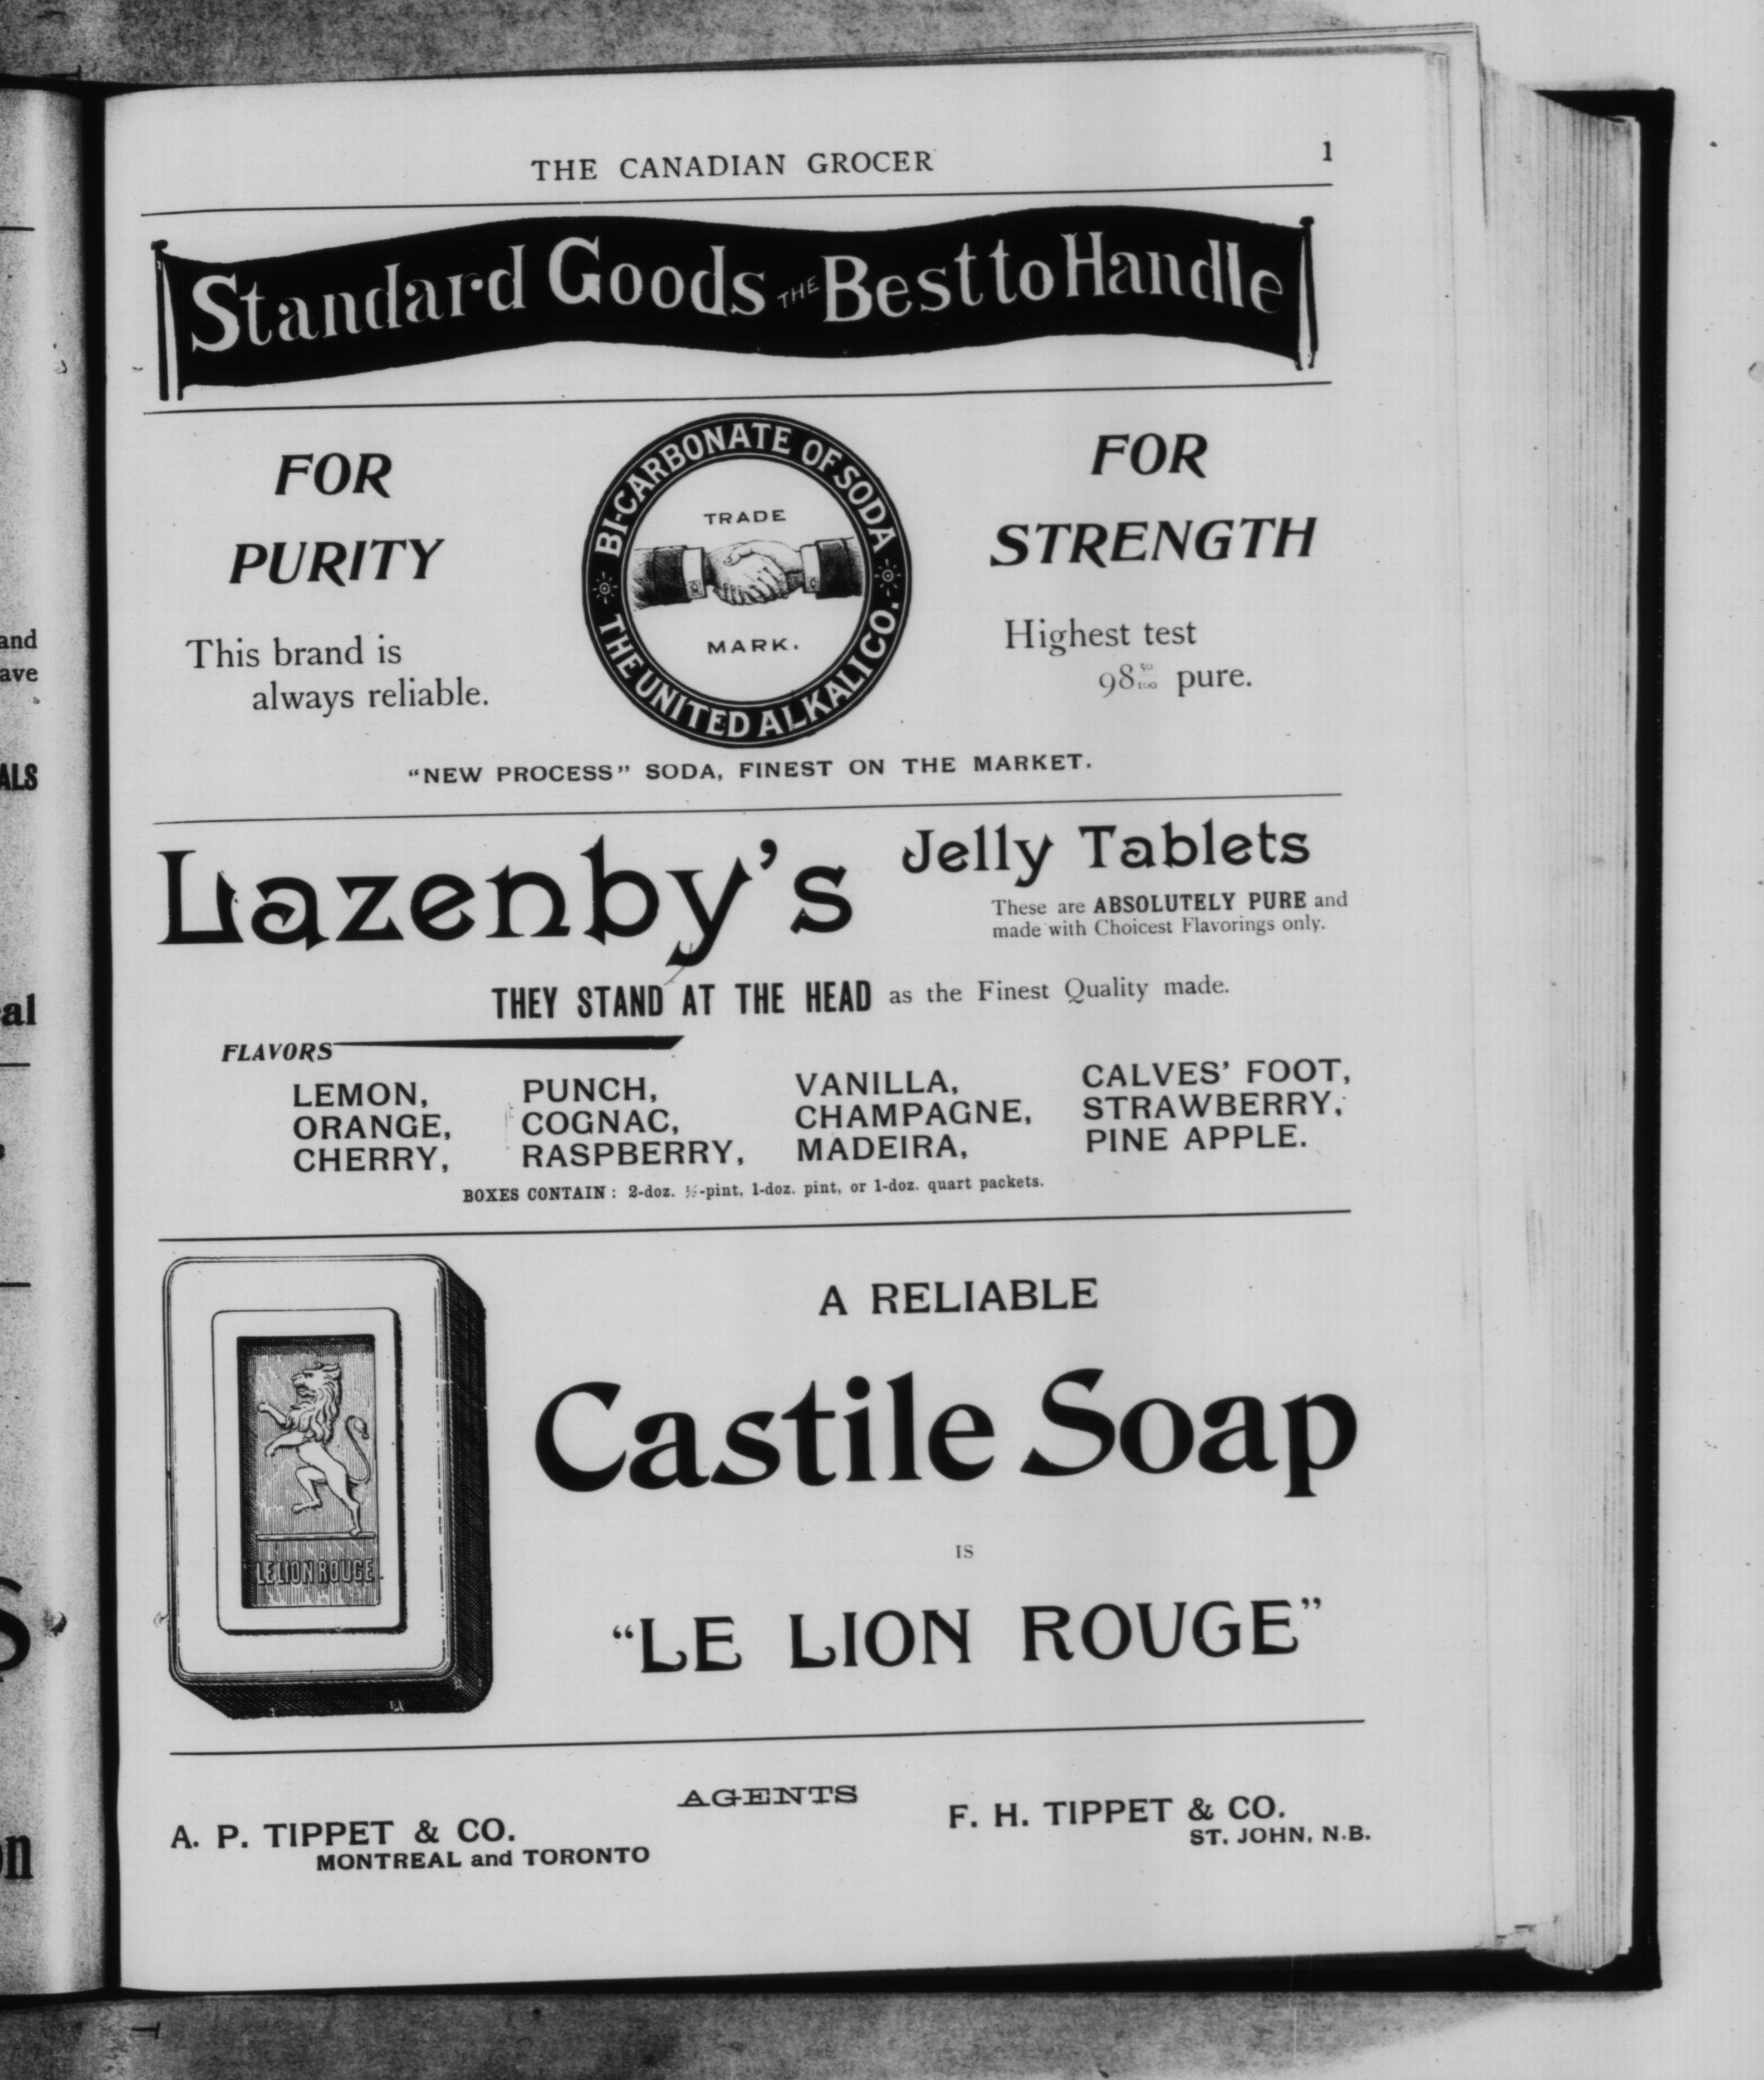 THE CANADIAN GROCER 1
Standard Goods THE Best to Handle
FOR
PURITY
This brand is
always reliable.
BI-CARBONATE OF SODA
TRADE
MARK.
THE UNITED ALKALI CO.
FOR
STRENGTH
Highest test
98 50/100 pure.
"NEW PROCESS" SODA, FINEST ON THE MARKET.
Lazenby's Jelly Tablets
These are ABSOLUTELY PURE and
made with Choicest Flavorings only.
THEY STAND AT THE HEAD as the Finest Quality made.
FLAVORS
LEMON, PUNCH, VANILLA, CALVES' FOOT,
ORANGE, COGNAC, CHAMPAGNE, STRAWBERRY,
CHERRY, RASPBERRY, MADEIRA, PINE APPLE.
BOXES CONTAIN: 2-doz. ½-pint, 1-doz. pint, or 1-doz. quart packets.
LE LION ROUGE
A RELIABLE
Castile Soap
IS
"LE LION ROUGE"
AGENTS
A. P. TIPPET & CO.
MONTREAL and TORONTO
F. H. TIPPET & CO.
ST. JOHN, N.B.